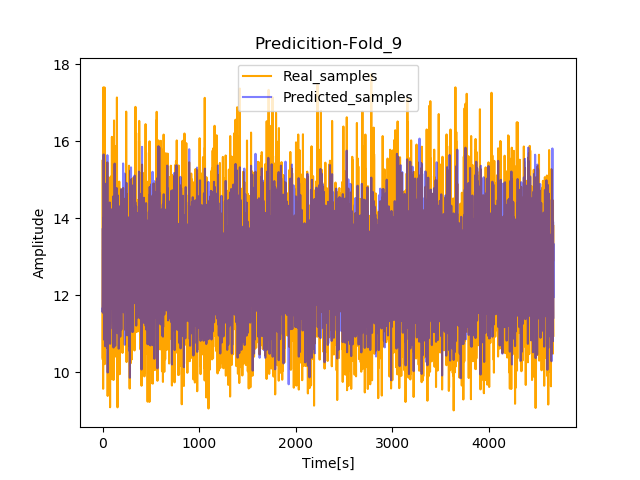 Predicition-Fold_9
Real_samples
Predicted_samples
18
16
14
12
10
Amplitude
0 1000 2000 3000 4000
Time[s]